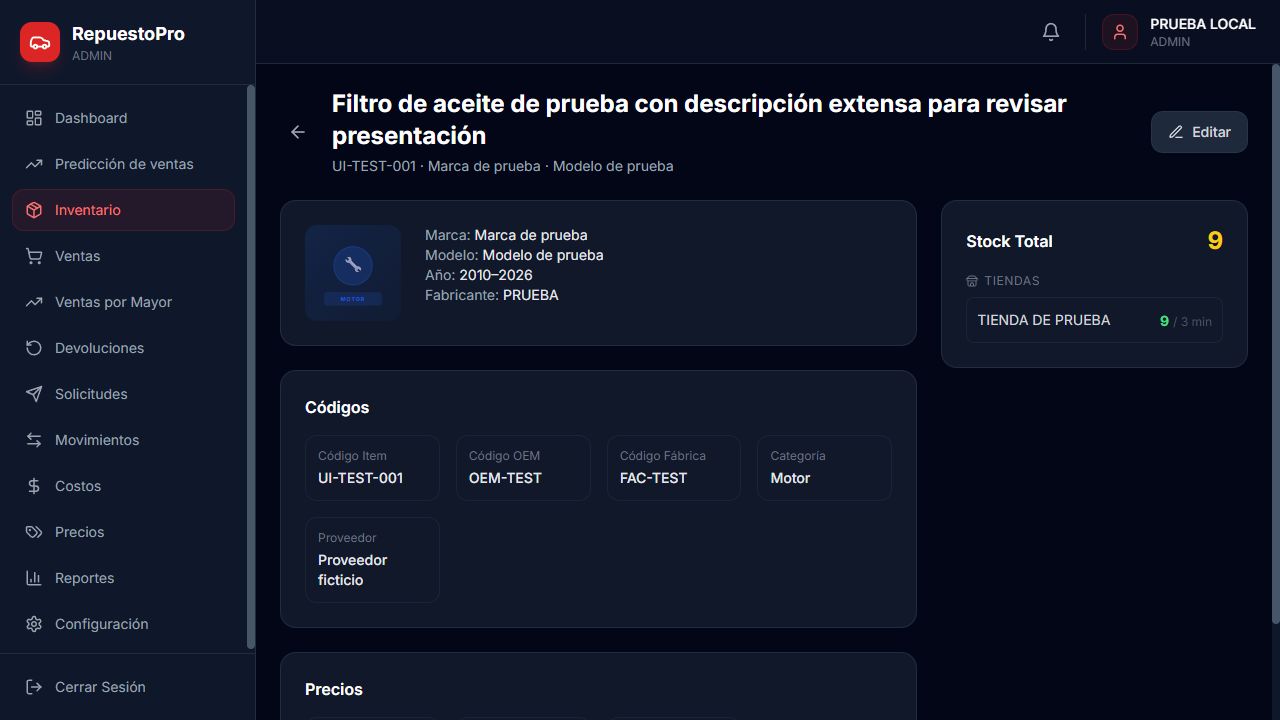 RepuestoPro
ADMIN
Dashboard
Predicción de ventas
Inventario
Ventas
Ventas por Mayor
Devoluciones
Solicitudes
Movimientos
Costos
Precios
Reportes
Configuración
Cerrar Sesión
PRUEBA LOCAL
ADMIN
Filtro de aceite de prueba con descripción extensa para revisar
presentación
UI-TEST-001 · Marca de prueba · Modelo de prueba
Editar
MOTOR
Marca: Marca de prueba
Modelo: Modelo de prueba
Año: 2010–2026
Fabricante: PRUEBA
Stock Total 9
TIENDAS
TIENDA DE PRUEBA 9 / 3 min
Códigos
Código Item
UI-TEST-001
Código OEM
OEM-TEST
Código Fábrica
FAC-TEST
Categoría
Motor
Proveedor
Proveedor
ficticio
Precios